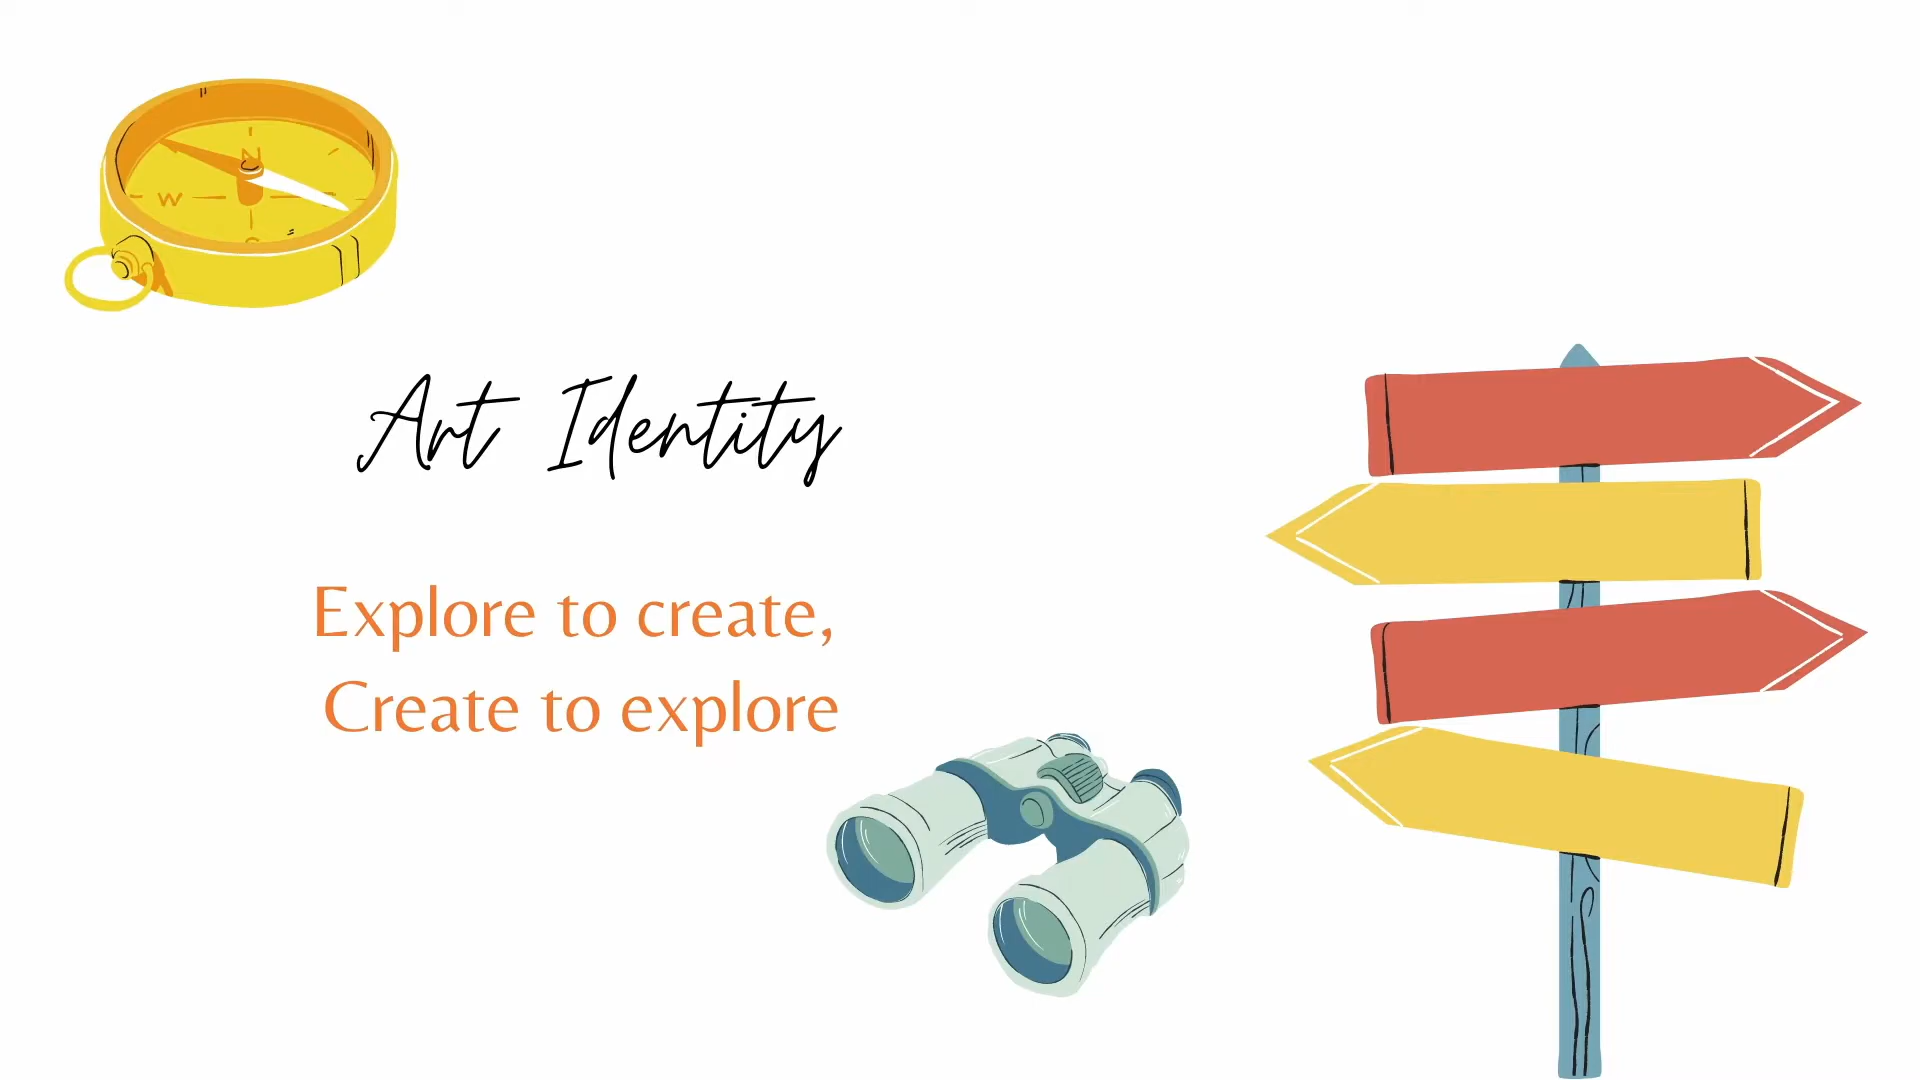 N
W
Art Identity
Explore to create,
Create to explore